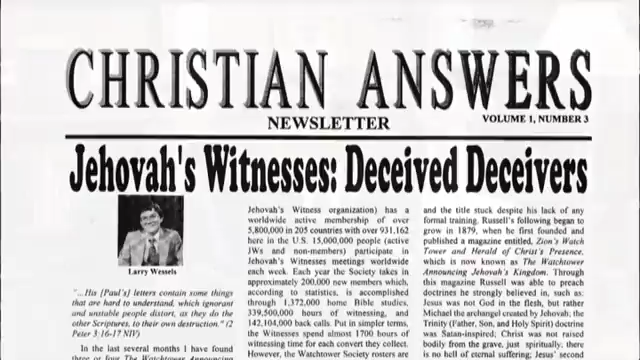 CHRISTIAN ANSWERS
NEWSLETTER
VOLUME 1, NUMBER 3
Jehovah's Witnesses: Deceived Deceivers
Larry Wessels
"...His [Paul's] letters contain some things
that are hard to understand, which ignorant
and unstable people distort, as they do the
other Scriptures, to their own destruction." (2
Peter 3:16-17 NIV)
In the last several months I have found
three or four The Watchtower Announcing
Jehovah's Witness organization) has a
worldwide active membership of over
5,800,000 in 205 countries with over 931,162
here in the U.S. 15,000,000 people (active
JWs and non-members) participate in
Jehovah's Witnesses meetings worldwide
each week. Each year the Society takes in
approximately 200,000 new members which,
according to statistics, is accomplished
through 1,372,000 home Bible studies,
339,500,000 hours of witnessing, and
142,104,000 back calls. Put in simpler terms,
the Witnesses spend almost 1700 hours of
witnessing time for each convert they collect.
However, the Watchtower Society rosters are
and the title stuck despite his lack of any
formal training. Russell's following began to
grow in 1879, when he first founded and
published a magazine entitled, Zion's Watch
Tower and Herald of Christ's Presence,
which is now known as The Watchtower
Announcing Jehovah's Kingdom. Through
this magazine Russell was able to preach
doctrines he strongly believed in, such as:
Jesus was not God in the flesh, but rather
Michael the archangel created by Jehovah; the
Trinity (Father, Son, and Holy Spirit) doctrine
was Satan-inspired; Christ was not raised
bodily from the grave, just spiritually; there
is no hell of eternal suffering; Jesus' second